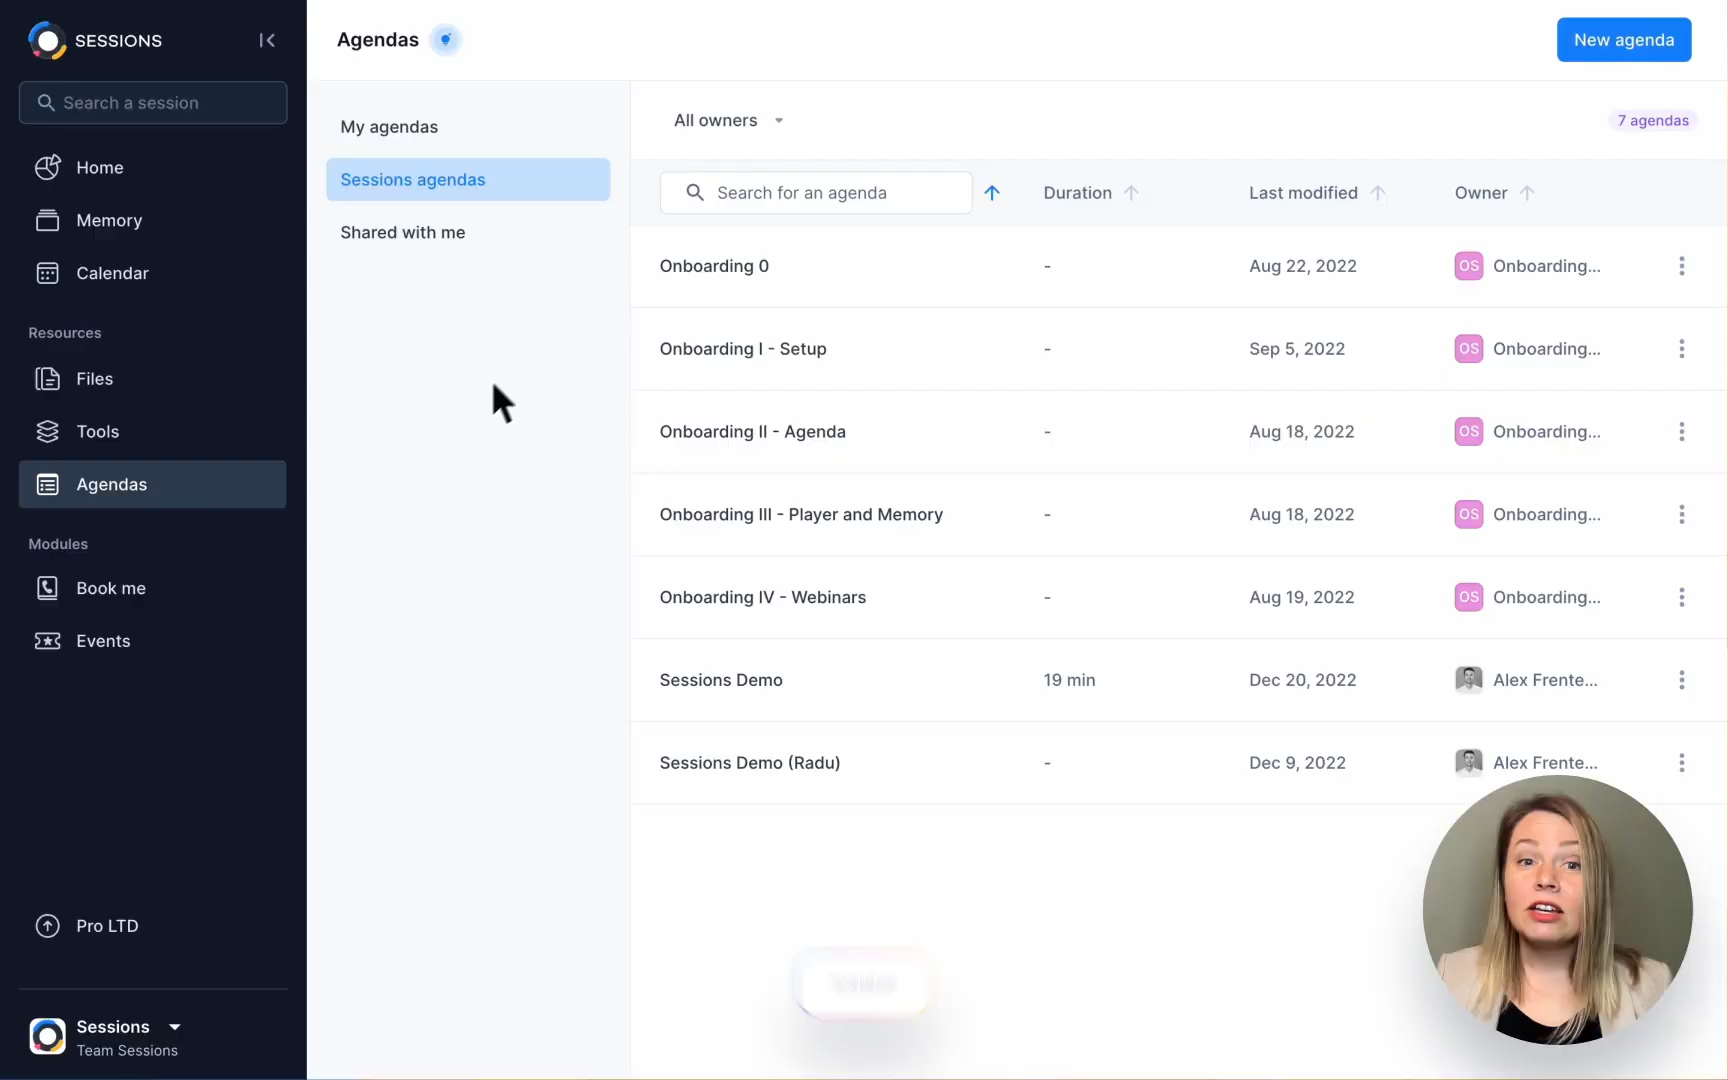 SESSIONS
Search a session
Home
Memory
Calendar
Resources
Files
Tools
Agendas
Modules
Book me
Events
Pro LTD
Sessions
Team Sessions
Agendas
New agenda
My agendas
Sessions agendas
Shared with me
All owners
7 agendas
Search for an agenda
Duration
Last modified
Owner
Onboarding 0
-
Aug 22, 2022
OS
Onboarding...
Onboarding I - Setup
-
Sep 5, 2022
OS
Onboarding...
Onboarding II - Agenda
-
Aug 18, 2022
OS
Onboarding...
Onboarding III - Player and Memory
-
Aug 18, 2022
OS
Onboarding...
Onboarding IV - Webinars
-
Aug 19, 2022
OS
Onboarding...
Sessions Demo
19 min
Dec 20, 2022
Alex Frente...
Sessions Demo (Radu)
-
Dec 9, 2022
Alex Frente...